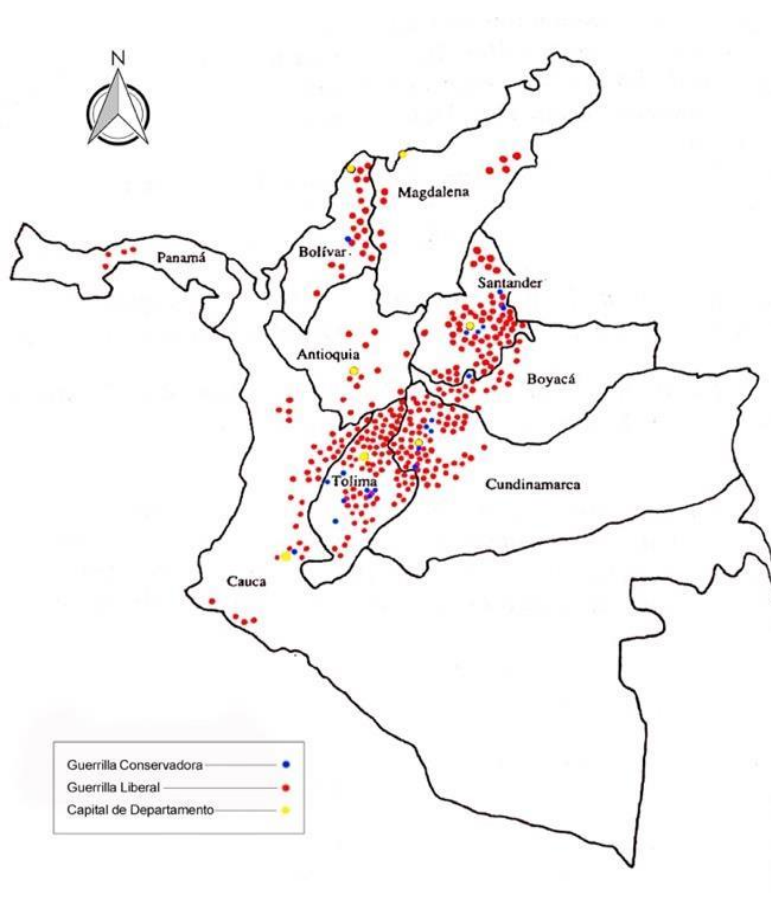 N
Magdalena
Panamá
Bolívar
Santander
Antioquia
Boyacá
Tolima
Cundinamarca
Cauca
Guerrilla Conservadora
Guerrilla Liberal
Capital de Departamento